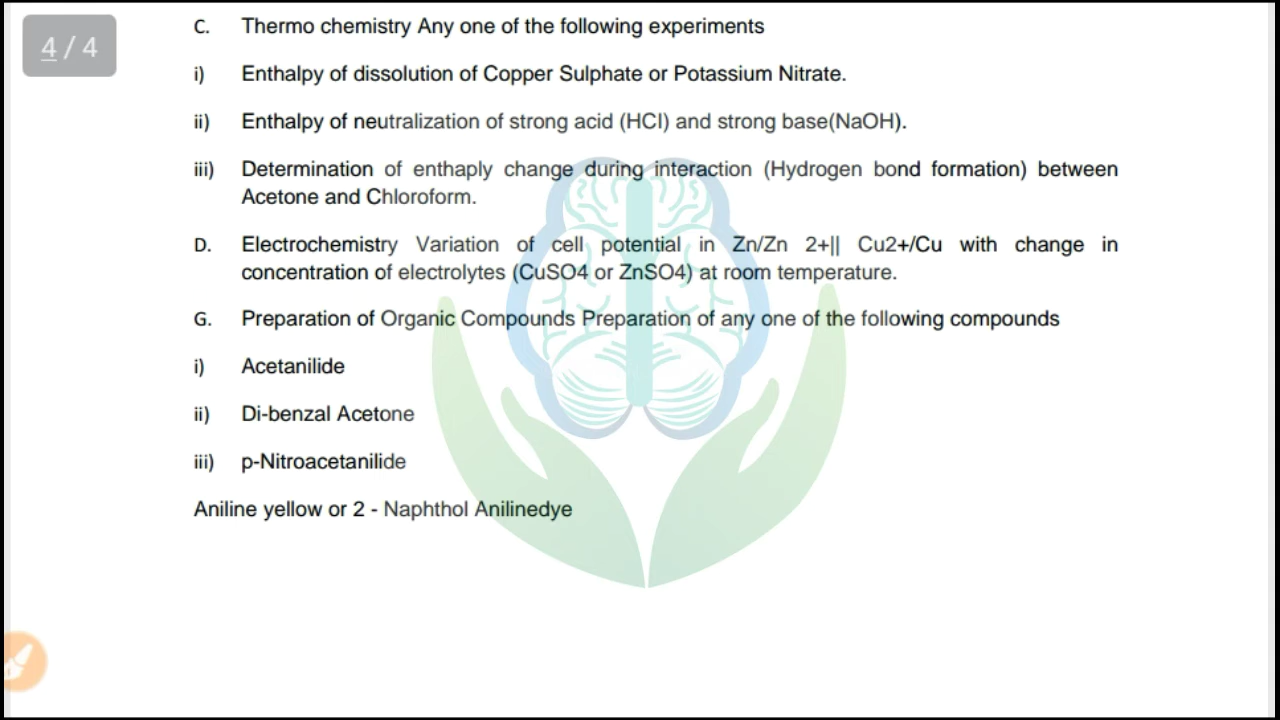 4 / 4
C. Thermo chemistry Any one of the following experiments
i) Enthalpy of dissolution of Copper Sulphate or Potassium Nitrate.
ii) Enthalpy of neutralization of strong acid (HCl) and strong base(NaOH).
iii) Determination of enthaply change during interaction (Hydrogen bond formation) between
Acetone and Chloroform.
D. Electrochemistry Variation of cell potential in Zn/Zn 2+|| Cu2+/Cu with change in
concentration of electrolytes (CuSO4 or ZnSO4) at room temperature.
G. Preparation of Organic Compounds Preparation of any one of the following compounds
i) Acetanilide
ii) Di-benzal Acetone
iii) p-Nitroacetanilide
Aniline yellow or 2 - Naphthol Anilinedye